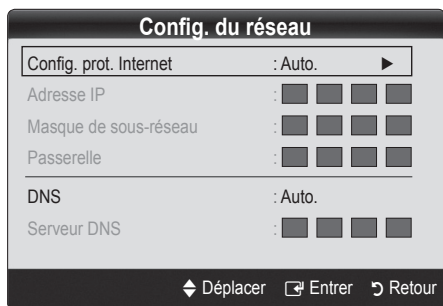 Config. du réseau
Config. prot. Internet : Auto. ►
Adresse IP :
Masque de sous-réseau :
Passerelle :
DNS : Auto.
Serveur DNS :
Déplacer Entrer Retour